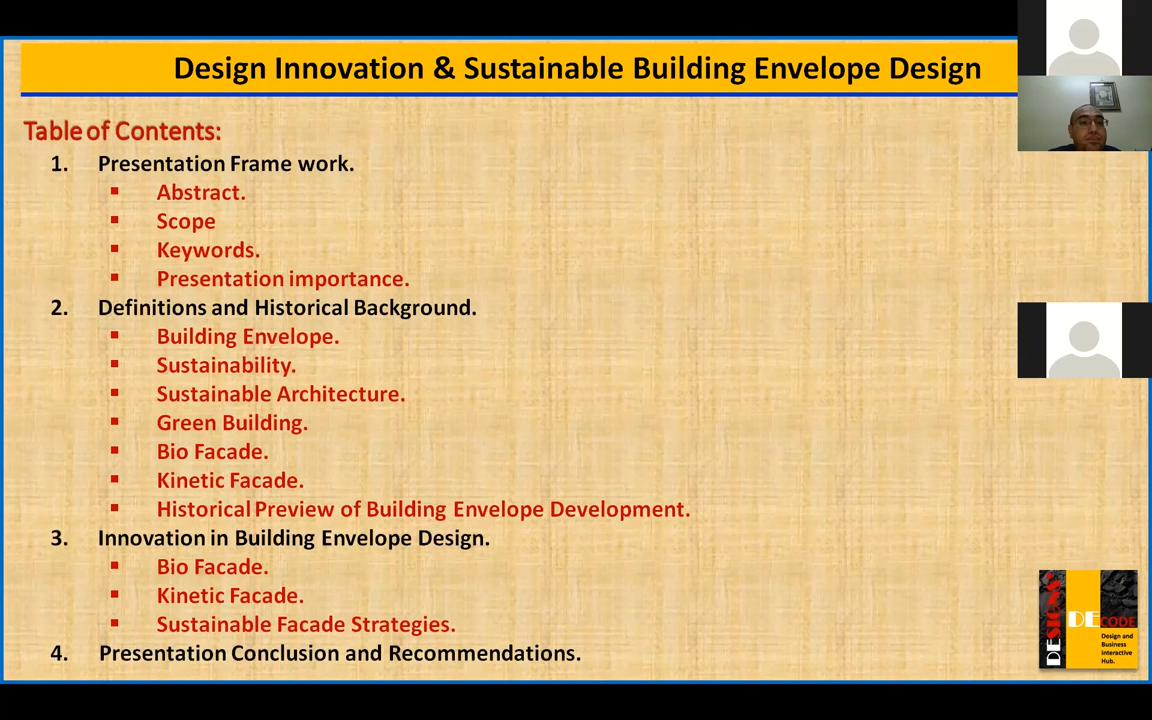 Design Innovation & Sustainable Building Envelope Design
Table of Contents:
1. Presentation Frame work.
▪ Abstract.
▪ Scope
▪ Keywords.
▪ Presentation importance.
2. Definitions and Historical Background.
▪ Building Envelope.
▪ Sustainability.
▪ Sustainable Architecture.
▪ Green Building.
▪ Bio Facade.
▪ Kinetic Facade.
▪ Historical Preview of Building Envelope Development.
3. Innovation in Building Envelope Design.
▪ Bio Facade.
▪ Kinetic Facade.
▪ Sustainable Facade Strategies.
4. Presentation Conclusion and Recommendations.
DESIGNS
DECODE
Design and
Business
Interactive
Hub.